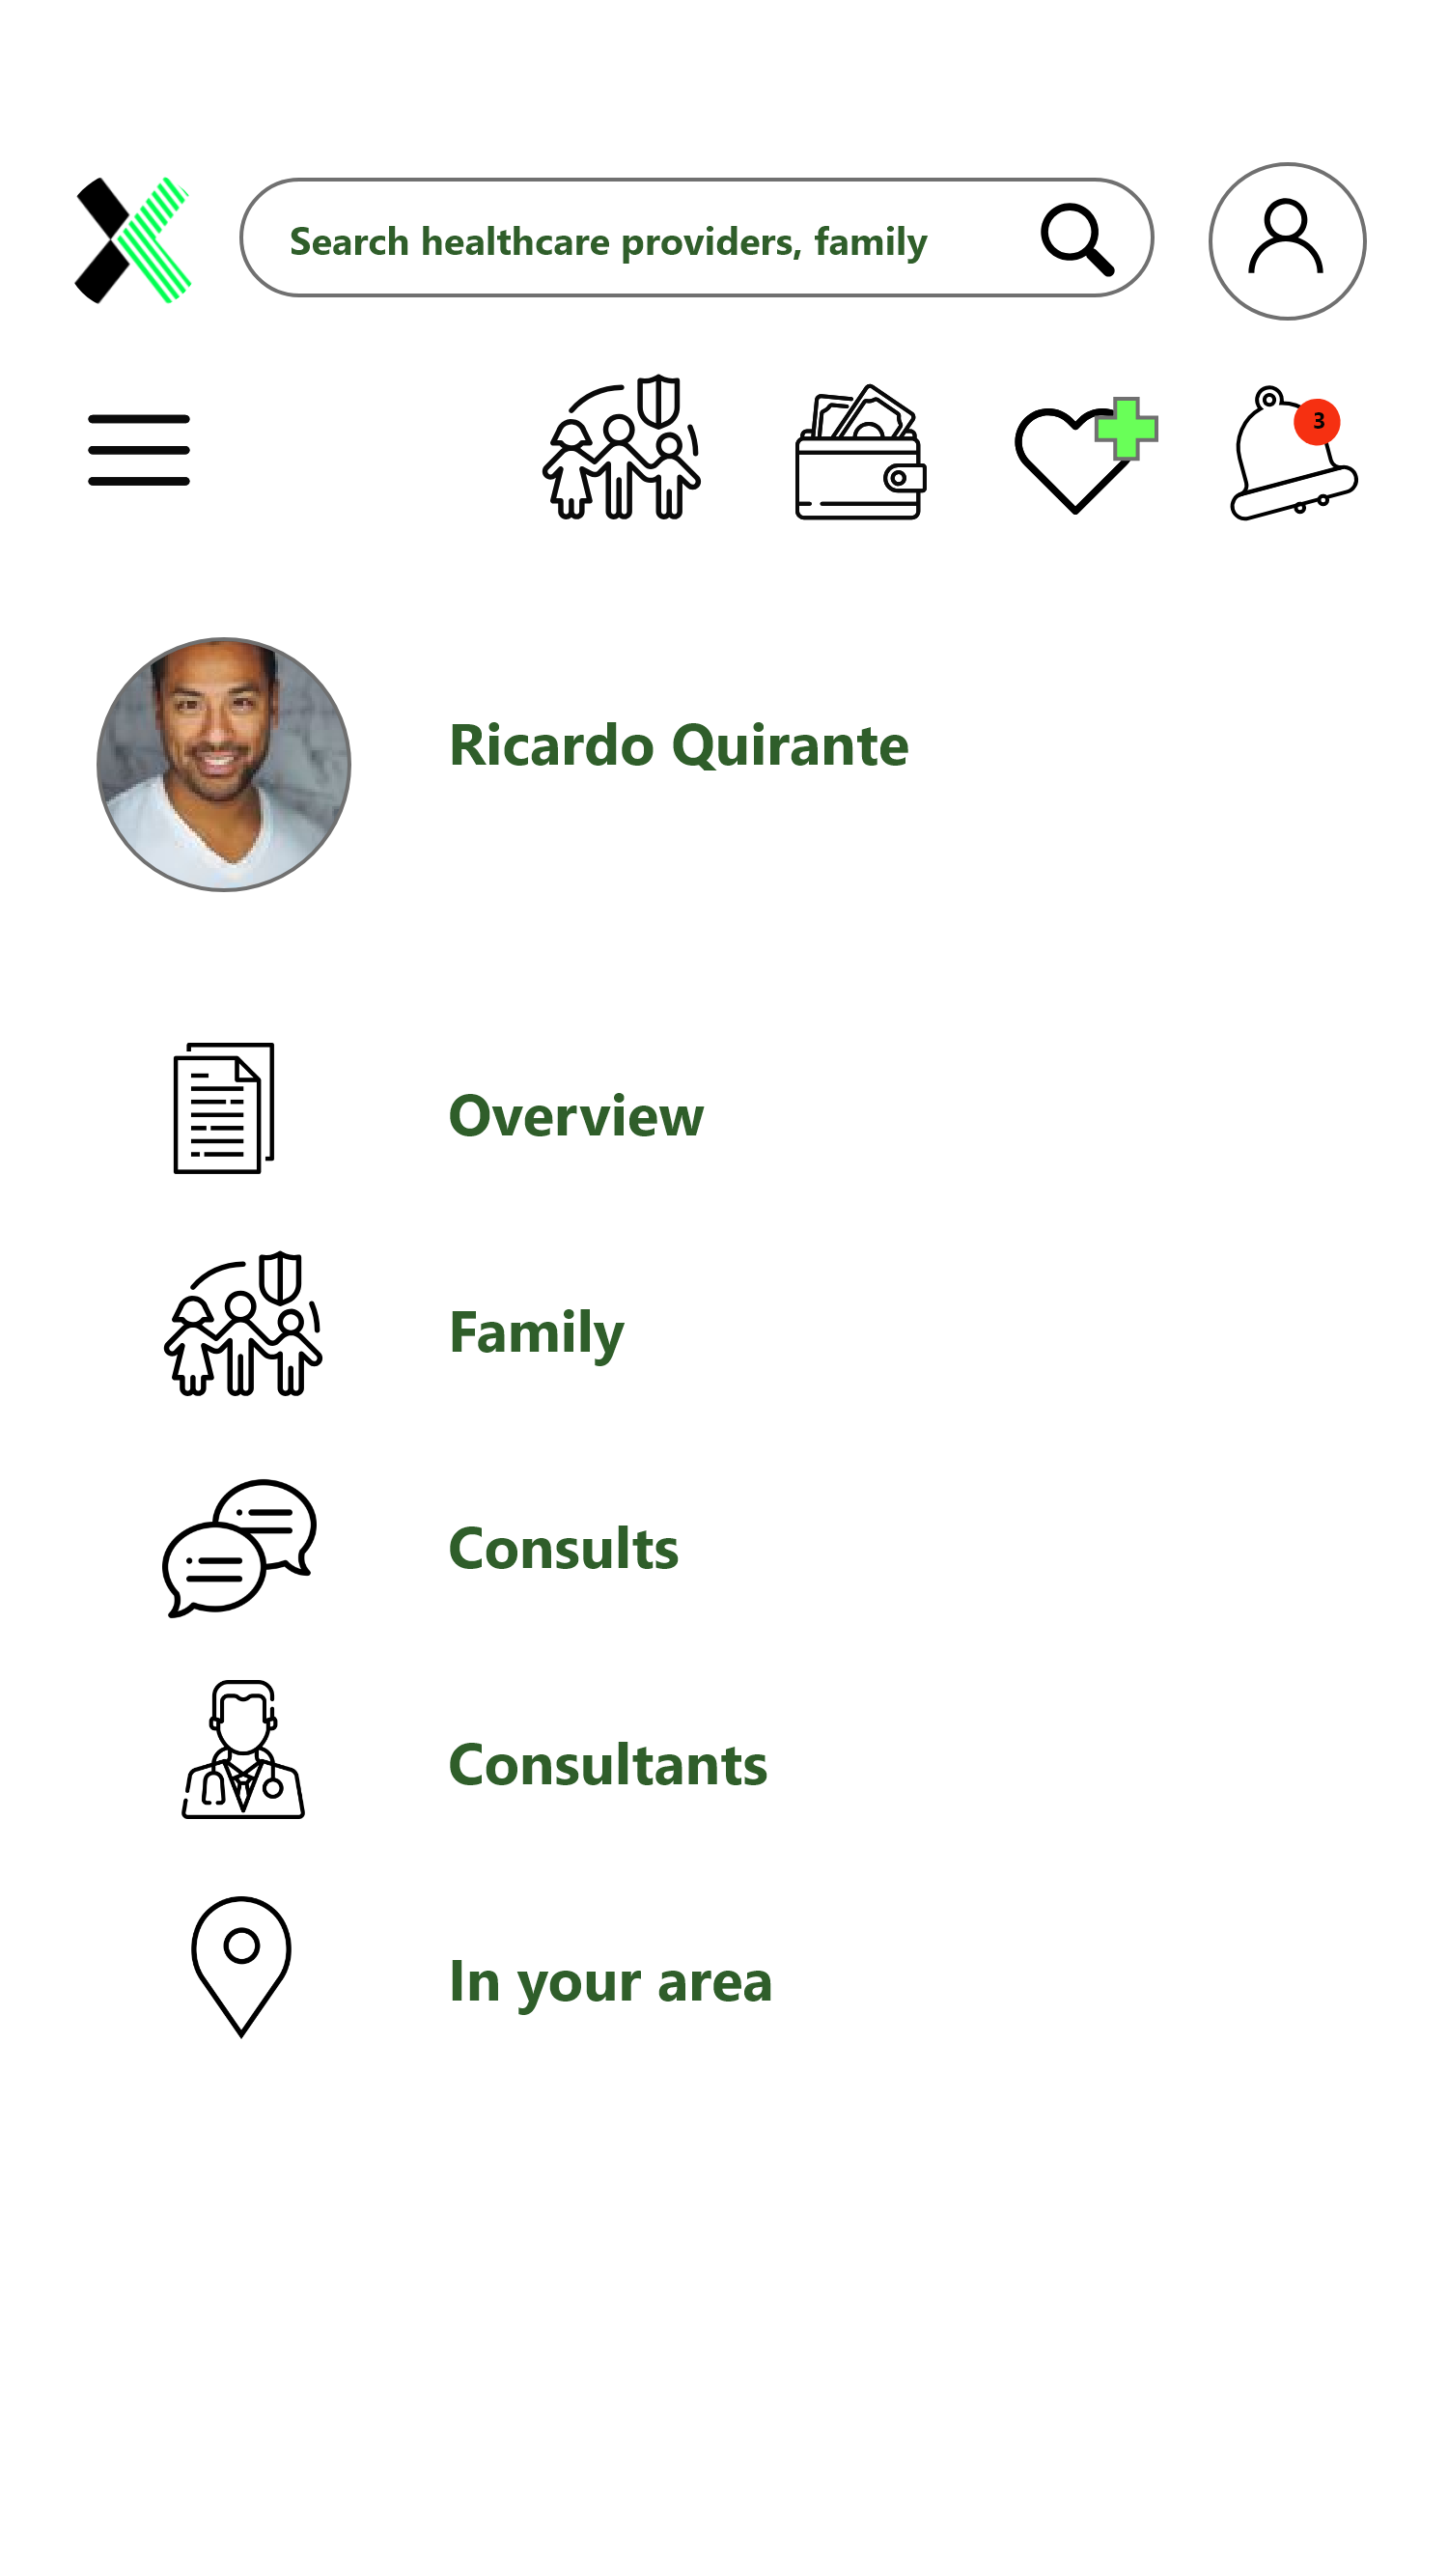 Search healthcare providers, family
3
Ricardo Quirante
Overview
Family
Consults
Consultants
In your area